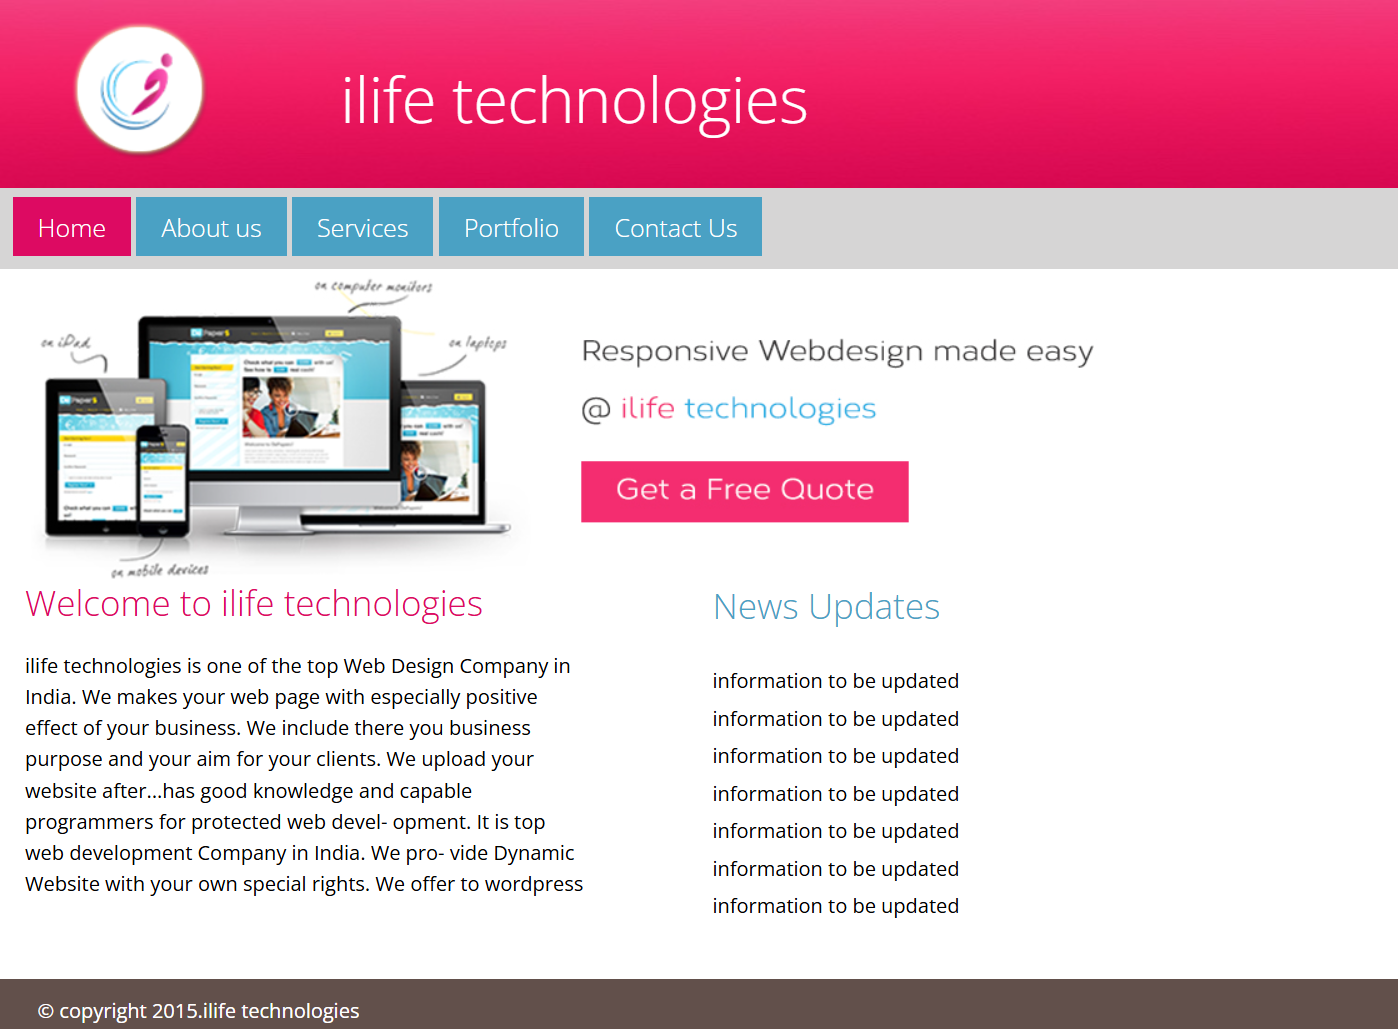 ilife technologies
Home
About us
Services
Portfolio
Contact Us
on computer monitors
on iPad
on laptops
on mobile devices
Responsive Webdesign made easy
@ ilife technologies
Get a Free Quote
Welcome to ilife technologies
ilife technologies is one of the top Web Design Company in
India. We makes your web page with especially positive
effect of your business. We include there you business
purpose and your aim for your clients. We upload your
website after...has good knowledge and capable
programmers for protected web devel- opment. It is top
web development Company in India. We pro- vide Dynamic
Website with your own special rights. We offer to wordpress
News Updates
information to be updated
information to be updated
information to be updated
information to be updated
information to be updated
information to be updated
information to be updated
© copyright 2015.ilife technologies